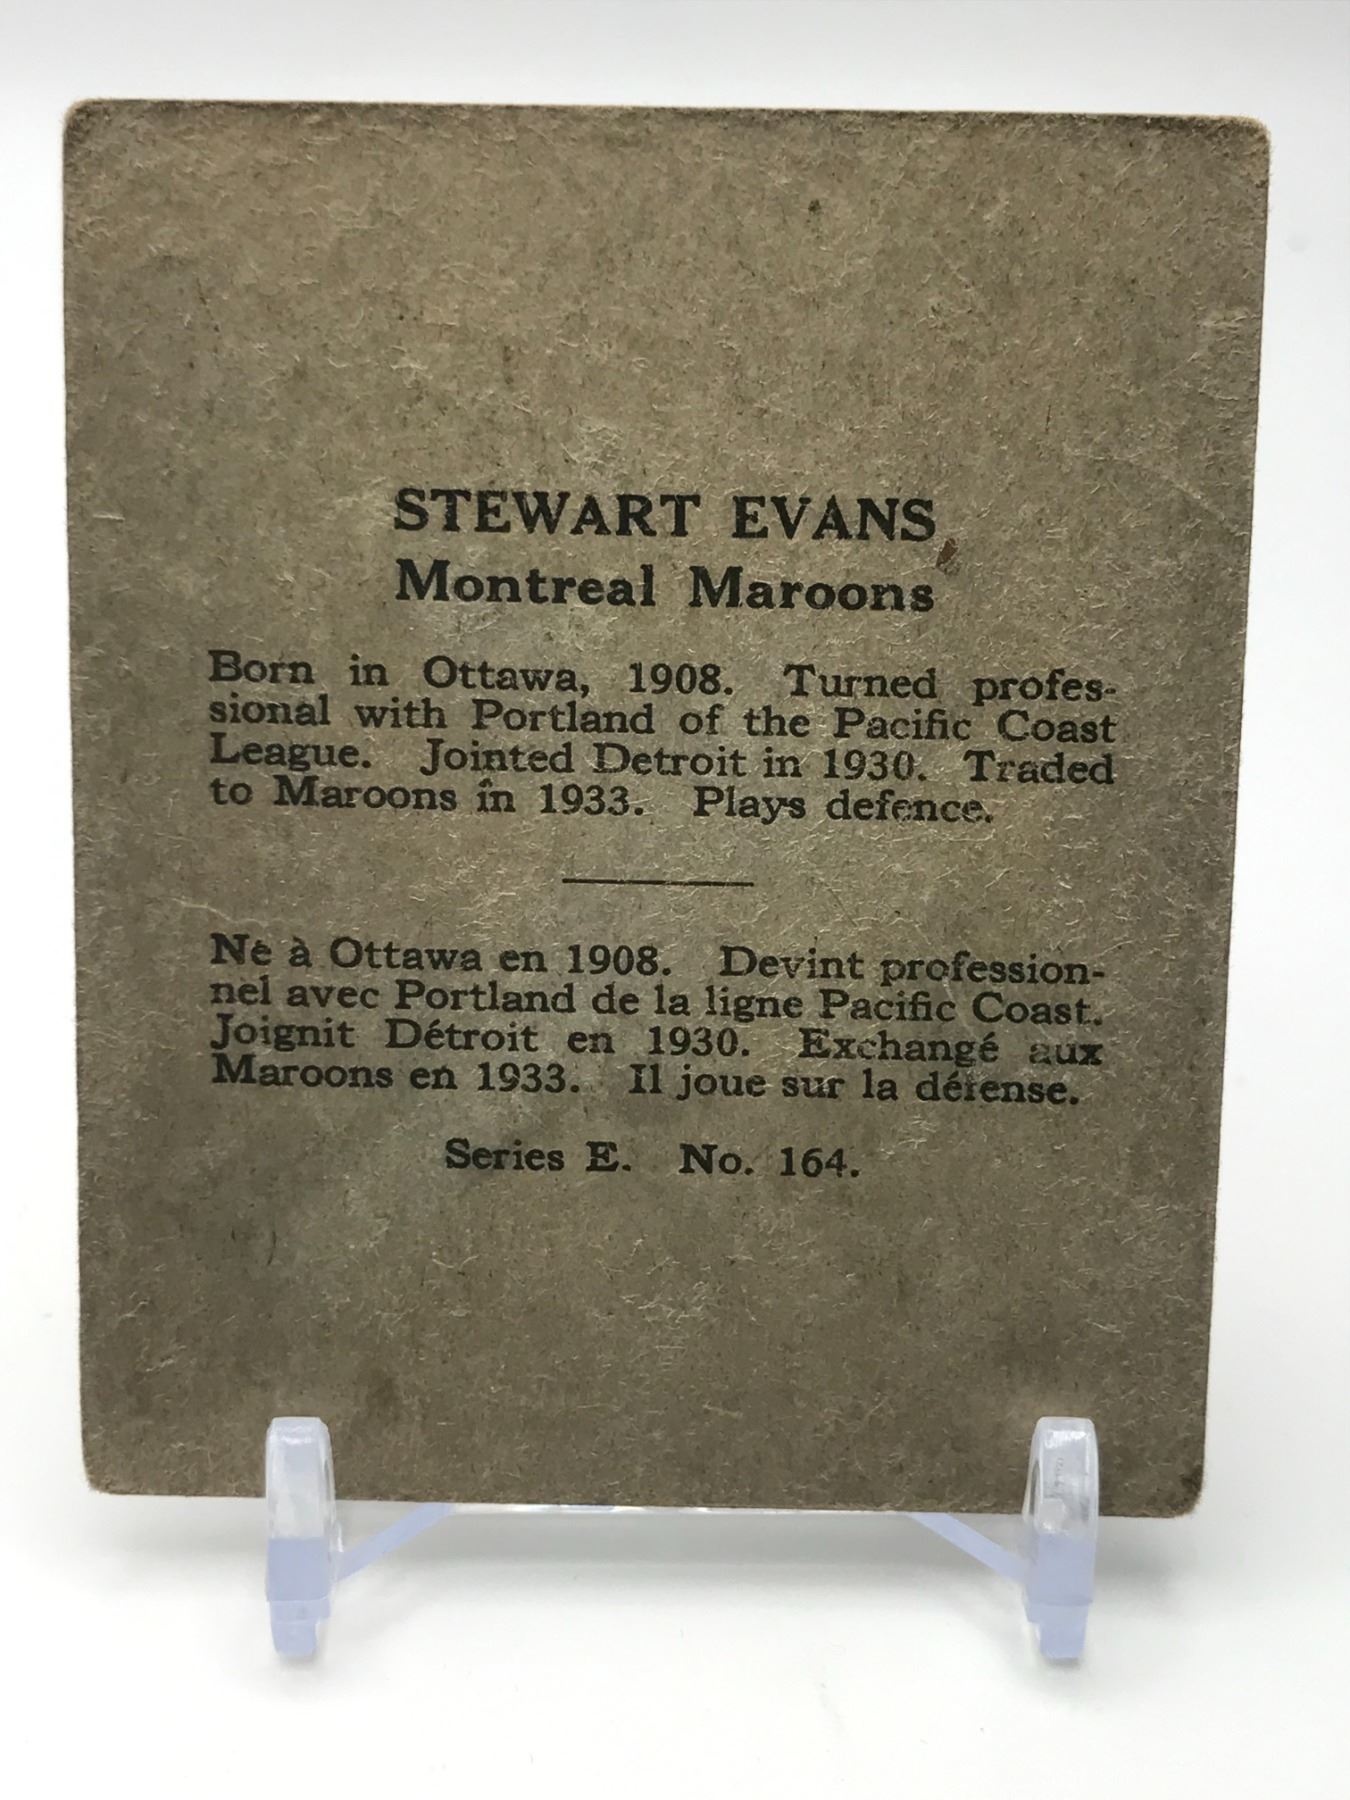 STEWART EVANS
Montreal Maroons
Born in Ottawa, 1908. Turned profes-
sional with Portland of the Pacific Coast
League. Jointed Detroit in 1930. Traded
to Maroons in 1933. Plays defence.
Né à Ottawa en 1908. Devint profession-
nel avec Portland de la ligne Pacific Coast.
Joignit Détroit en 1930. Exchangé aux
Maroons en 1933. Il joue sur la défense.
Series E. No. 164.